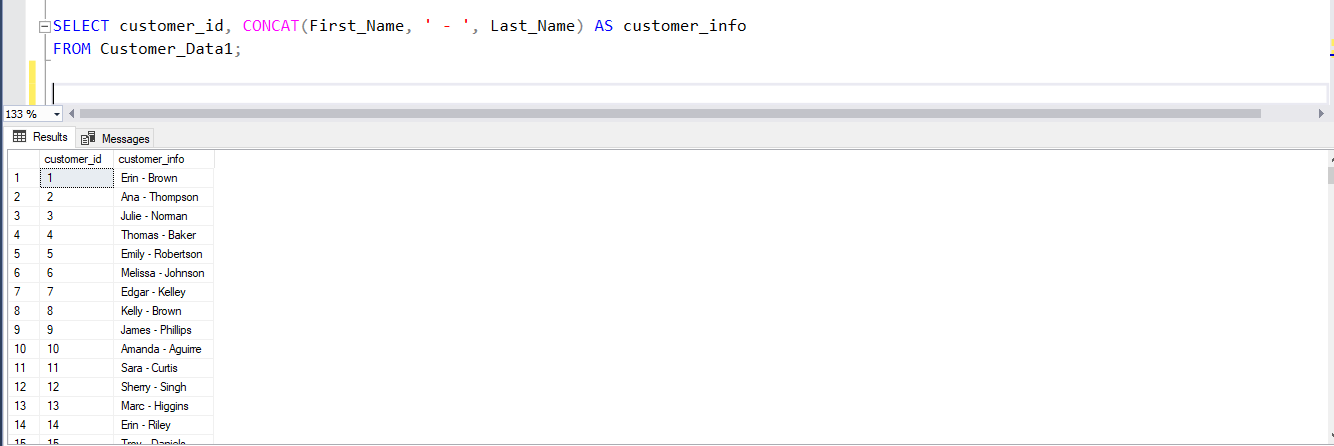 SELECT customer_id, CONCAT(First_Name, ' - ', Last_Name) AS customer_info
FROM Customer_Data1;
133 %
Results Messages
customer_id customer_info
1 1 Erin - Brown
2 2 Ana - Thompson
3 3 Julie - Norman
4 4 Thomas - Baker
5 5 Emily - Robertson
6 6 Melissa - Johnson
7 7 Edgar - Kelley
8 8 Kelly - Brown
9 9 James - Phillips
10 10 Amanda - Aguirre
11 11 Sara - Curtis
12 12 Sherry - Singh
13 13 Marc - Higgins
14 14 Erin - Riley
15 15